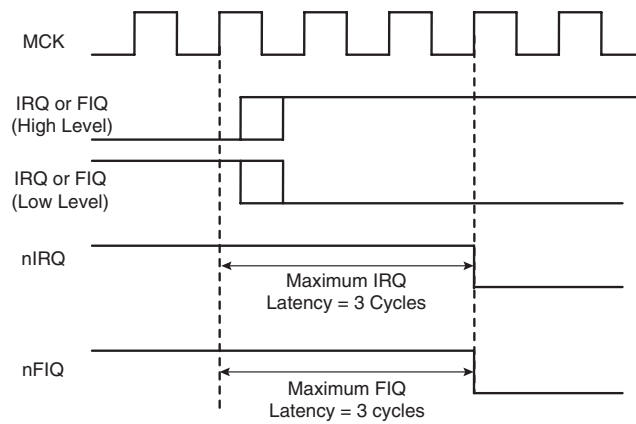 MCK
IRQ or FIQ
(High Level)
IRQ or FIQ
(Low Level)
nIRQ
Maximum IRQ
Latency = 3 Cycles
nFIQ
Maximum FIQ
Latency = 3 cycles